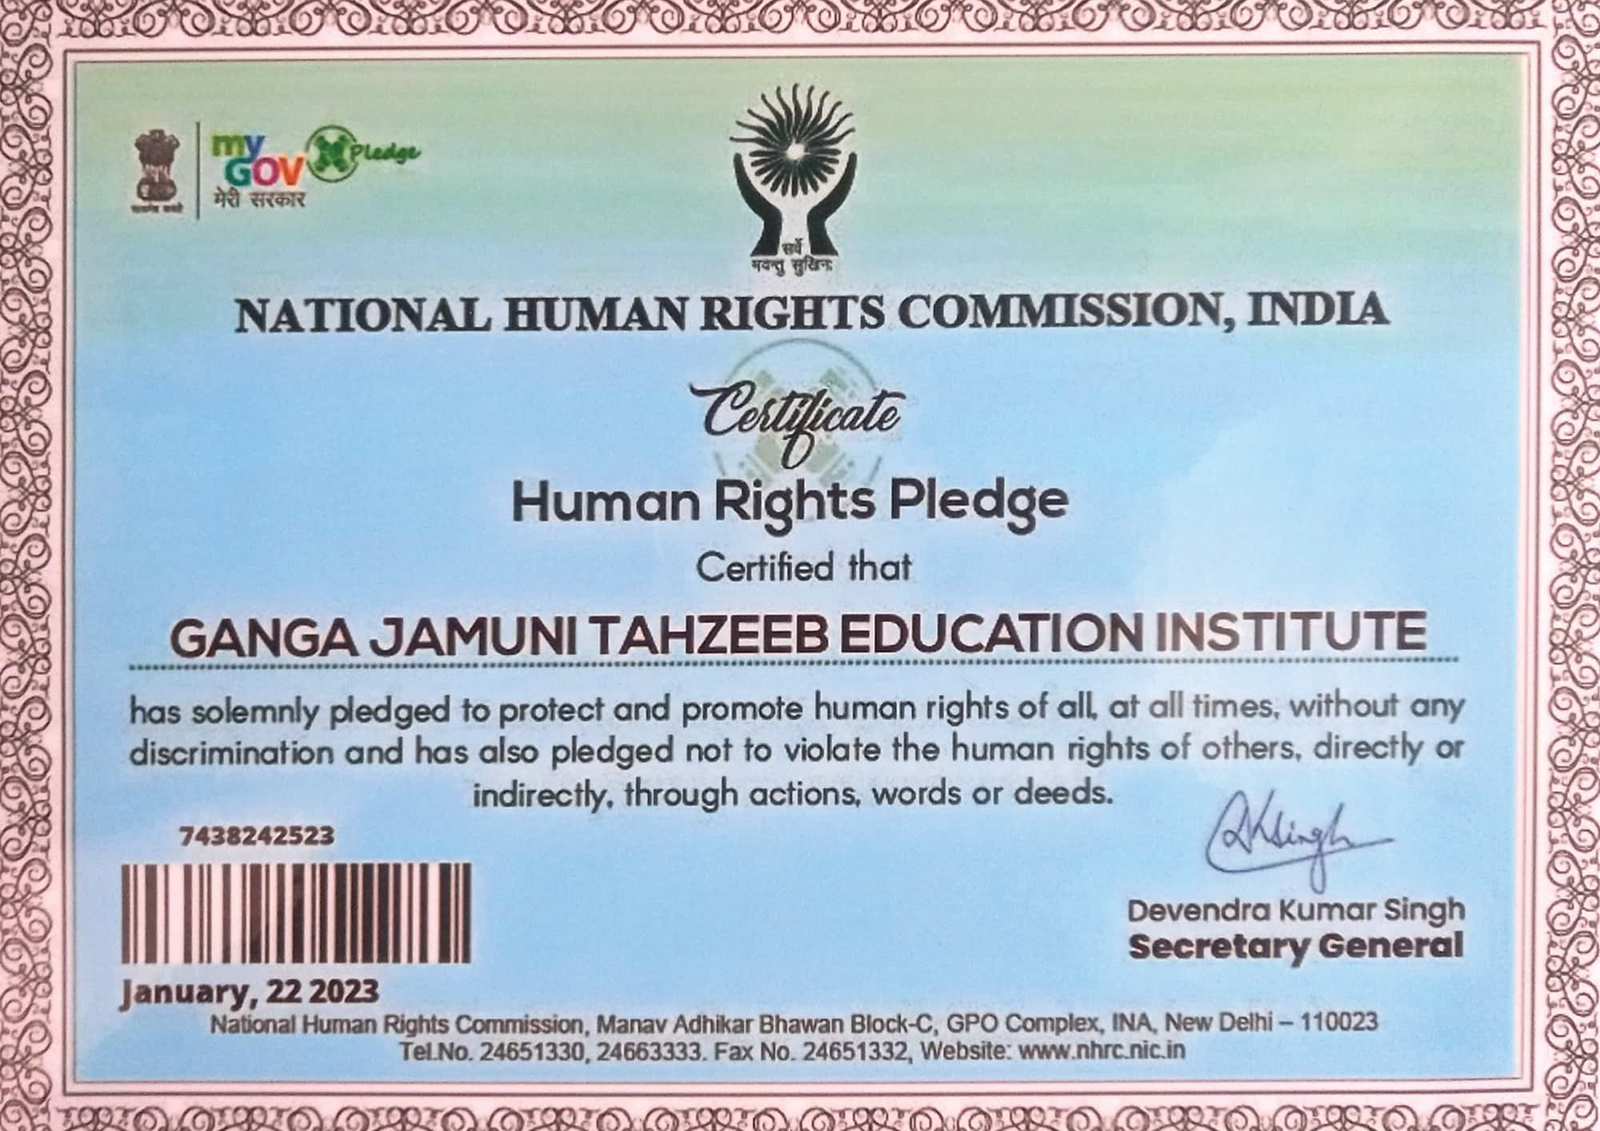 my
GOV
मेरी सरकार
Pledge
सर्वे
भवन्तु सुखिनः
NATIONAL HUMAN RIGHTS COMMISSION, INDIA
Certificate
Human Rights Pledge
Certified that
GANGA JAMUNI TAHZEEB EDUCATION INSTITUTE
has solemnly pledged to protect and promote human rights of all, at all times, without any
discrimination and has also pledged not to violate the human rights of others, directly or
indirectly, through actions, words or deeds.
7438242523
DKSingh
Devendra Kumar Singh
Secretary General
January, 22 2023
National Human Rights Commission, Manav Adhikar Bhawan Block-C, GPO Complex, INA, New Delhi – 110023
Tel.No. 24651330, 24663333. Fax No. 24651332, Website: www.nhrc.nic.in